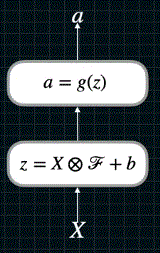 a
a = g(z)
z = X ⊗ ℱ + b
X